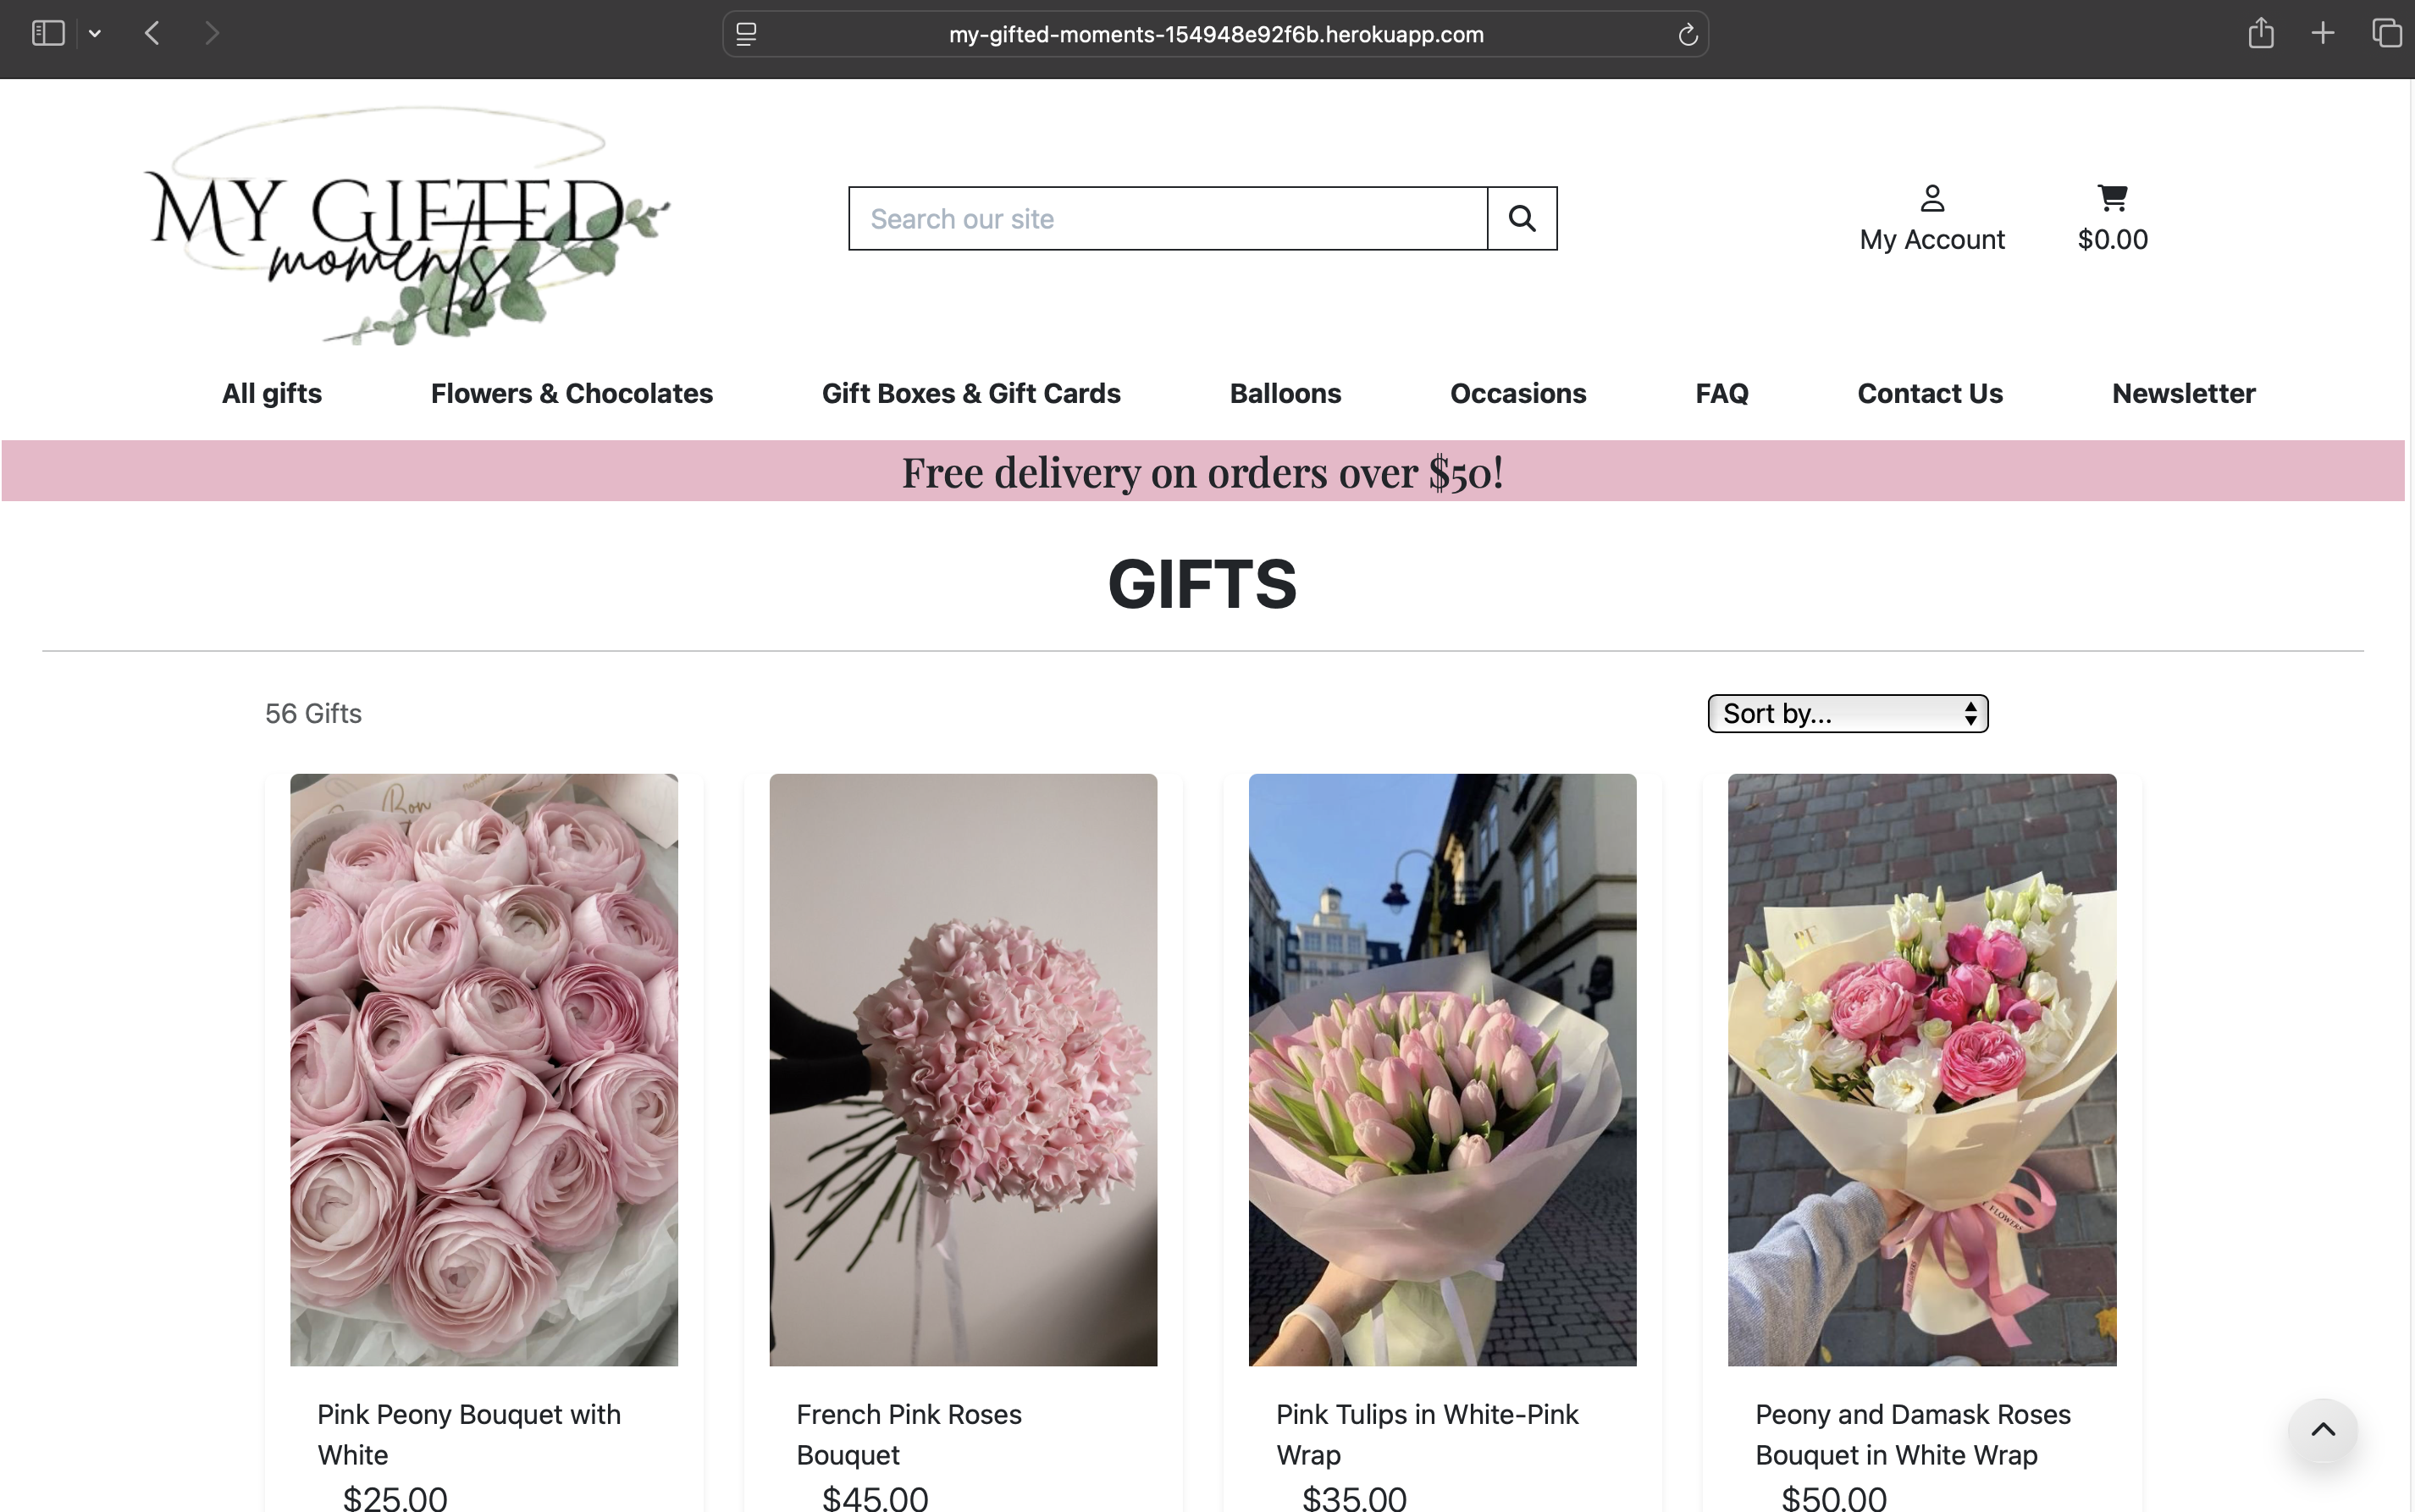 my-gifted-moments-154948e92f6b.herokuapp.com
MY GIFTED
moments
Search our site
My Account
$0.00
All gifts
Flowers & Chocolates
Gift Boxes & Gift Cards
Balloons
Occasions
FAQ
Contact Us
Newsletter
Free delivery on orders over $50!
GIFTS
56 Gifts
Sort by...
Bon
FLOWERS
Pink Peony Bouquet with
White
$25.00
French Pink Roses
Bouquet
$45.00
Pink Tulips in White-Pink
Wrap
$35.00
Peony and Damask Roses
Bouquet in White Wrap
$50.00